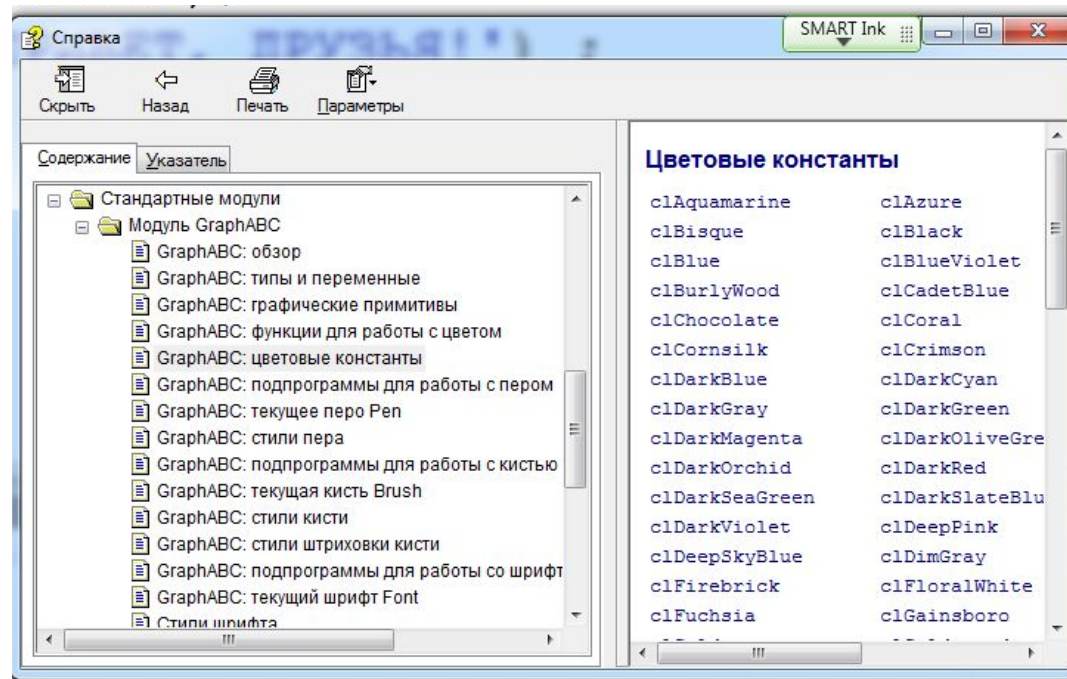 Справка
ПРИВЕТ, ДРУЗЬЯ!') ;
SMART Ink
Скрыть Назад Печать Параметры
Содержание Указатель
Стандартные модули
Модуль GraphABC
GraphABC: обзор
GraphABC: типы и переменные
GraphABC: графические примитивы
GraphABC: функции для работы с цветом
GraphABC: цветовые константы
GraphABC: подпрограммы для работы с пером
GraphABC: текущее перо Pen
GraphABC: стили пера
GraphABC: подпрограммы для работы с кистью
GraphABC: текущая кисть Brush
GraphABC: стили кисти
GraphABC: стили штриховки кисти
GraphABC: подпрограммы для работы со шрифт
GraphABC: текущий шрифт Font
Стили шрифта
Цветовые константы
clAquamarine clAzure
clBisque clBlack
clBlue clBlueViolet
clBurlyWood clCadetBlue
clChocolate clCoral
clCornsilk clCrimson
clDarkBlue clDarkCyan
clDarkGray clDarkGreen
clDarkMagenta clDarkOliveGre
clDarkOrchid clDarkRed
clDarkSeaGreen clDarkSlateBlu
clDarkViolet clDeepPink
clDeepSkyBlue clDimGray
clFirebrick clFloralWhite
clFuchsia clGainsboro